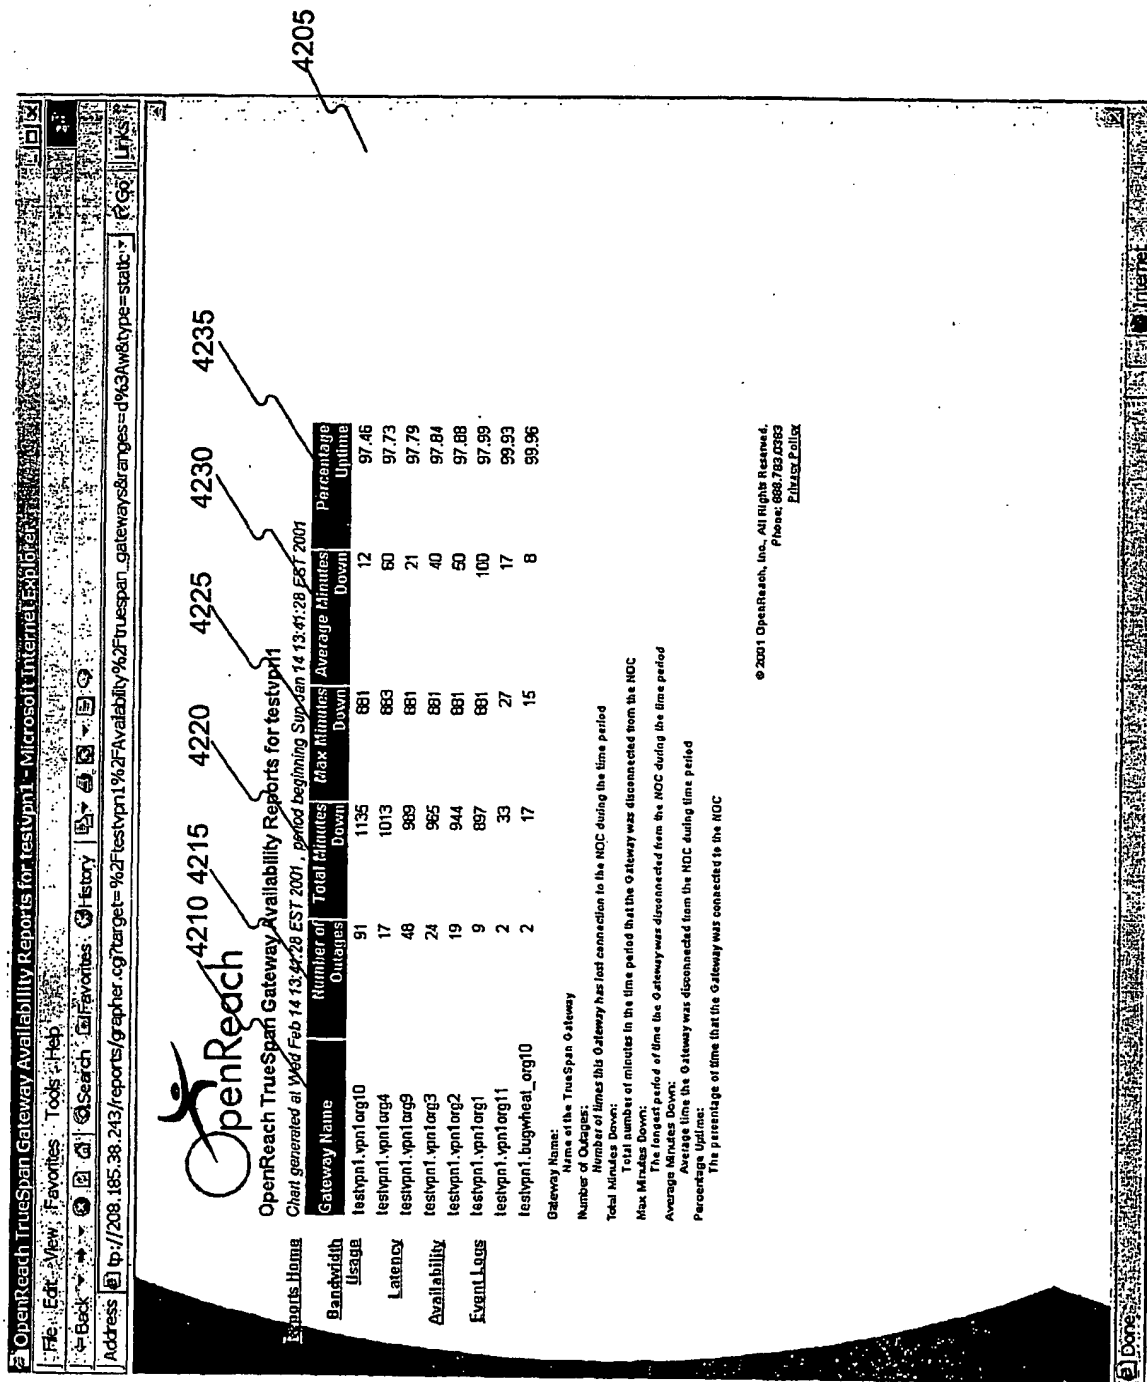 OpenReach TrueSpan Gateway Availability Reports for testvpn1 - Microsoft Internet Explorer
File Edit View Favorites Tools Help
Back Search Favorites History
Address tp://208.185.38.243/reports/grapher.cgi?target=%2Ftestvpn1%2FAvailability%2Ftruespan_gateways&ranges=d%3Aw&type=static Go Links
4205
OpenReach
4210 4215 4220 4225 4230 4235
OpenReach TrueSpan Gateway Availability Reports for testvpn1
Chart generated at Wed Feb 14 13:41:28 EST 2001 , period beginning Sun Jan 14 13:41:28 EST 2001
Reports Home
Bandwidth Usage
Latency
Availability
Event Logs
Gateway Name Number of Outages Total Minutes Down Max Minutes Down Average Minutes Down Percentage Uptime
testvpn1.vpn1org10 91 1135 881 12 97.46
testvpn1.vpn1org4 17 1013 883 60 97.73
testvpn1.vpn1org9 48 989 881 21 97.79
testvpn1.vpn1org3 24 965 881 40 97.84
testvpn1.vpn1org2 19 944 881 50 97.88
testvpn1.vpn1org1 9 897 881 100 97.99
testvpn1.vpn1org11 2 33 27 17 99.93
testvpn1.bugwheat_org10 2 17 15 8 99.96
Gateway Name:
Name of the TrueSpan Gateway
Number of Outages:
Number of times this Gateway has lost connection to the NOC during the time period
Total Minutes Down:
Total number of minutes in the time period that the Gateway was disconnected from the NOC
Max Minutes Down:
The longest period of time the Gateway was disconnected from the NOC during the time period
Average Minutes Down:
Average time the Gateway was disconnected from the NOC during time period
Percentage Uptime:
The percentage of time that the Gateway was connected to the NOC
© 2001 OpenReach, Inc., All Rights Reserved.
Phone: 888.783.0383
Privacy Policy
Done Internet